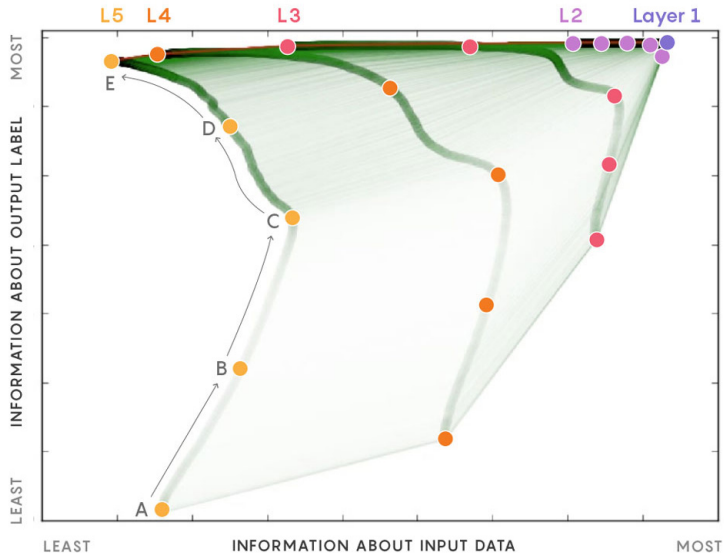 L5 L4 L3 L2 Layer 1
MOST
E
D
C
B
A
INFORMATION ABOUT OUTPUT LABEL
LEAST
LEAST INFORMATION ABOUT INPUT DATA MOST